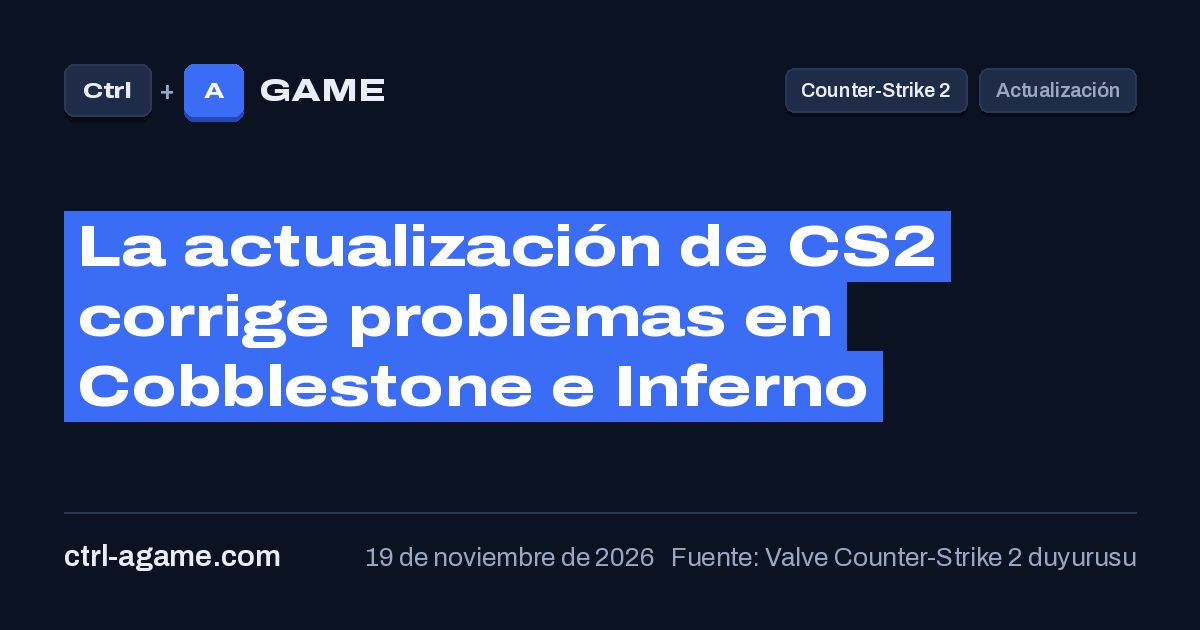 Ctrl + A GAME
Counter-Strike 2
Actualización
La actualización de CS2
corrige problemas en
Cobblestone e Inferno
ctrl-agame.com
19 de noviembre de 2026 Fuente: Valve Counter-Strike 2 duyurusu